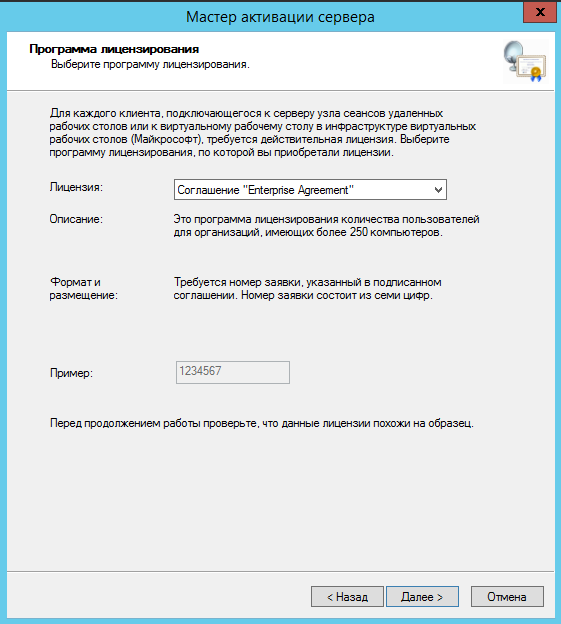 Мастер активации сервера
x
Программа лицензирования
Выберите программу лицензирования.
Для каждого клиента, подключающегося к серверу узла сеансов удаленных
рабочих столов или к виртуальному рабочему столу в инфраструктуре виртуальных
рабочих столов (Майкрософт), требуется действительная лицензия. Выберите
программу лицензирования, по которой вы приобретали лицензии.
Лицензия: Соглашение "Enterprise Agreement"
Описание: Это программа лицензирования количества пользователей
для организаций, имеющих более 250 компьютеров.
Формат и Требуется номер заявки, указанный в подписанном
размещение: соглашении. Номер заявки состоит из семи цифр.
Пример: 1234567
Перед продолжением работы проверьте, что данные лицензии похожи на образец.
< Назад Далее > Отмена